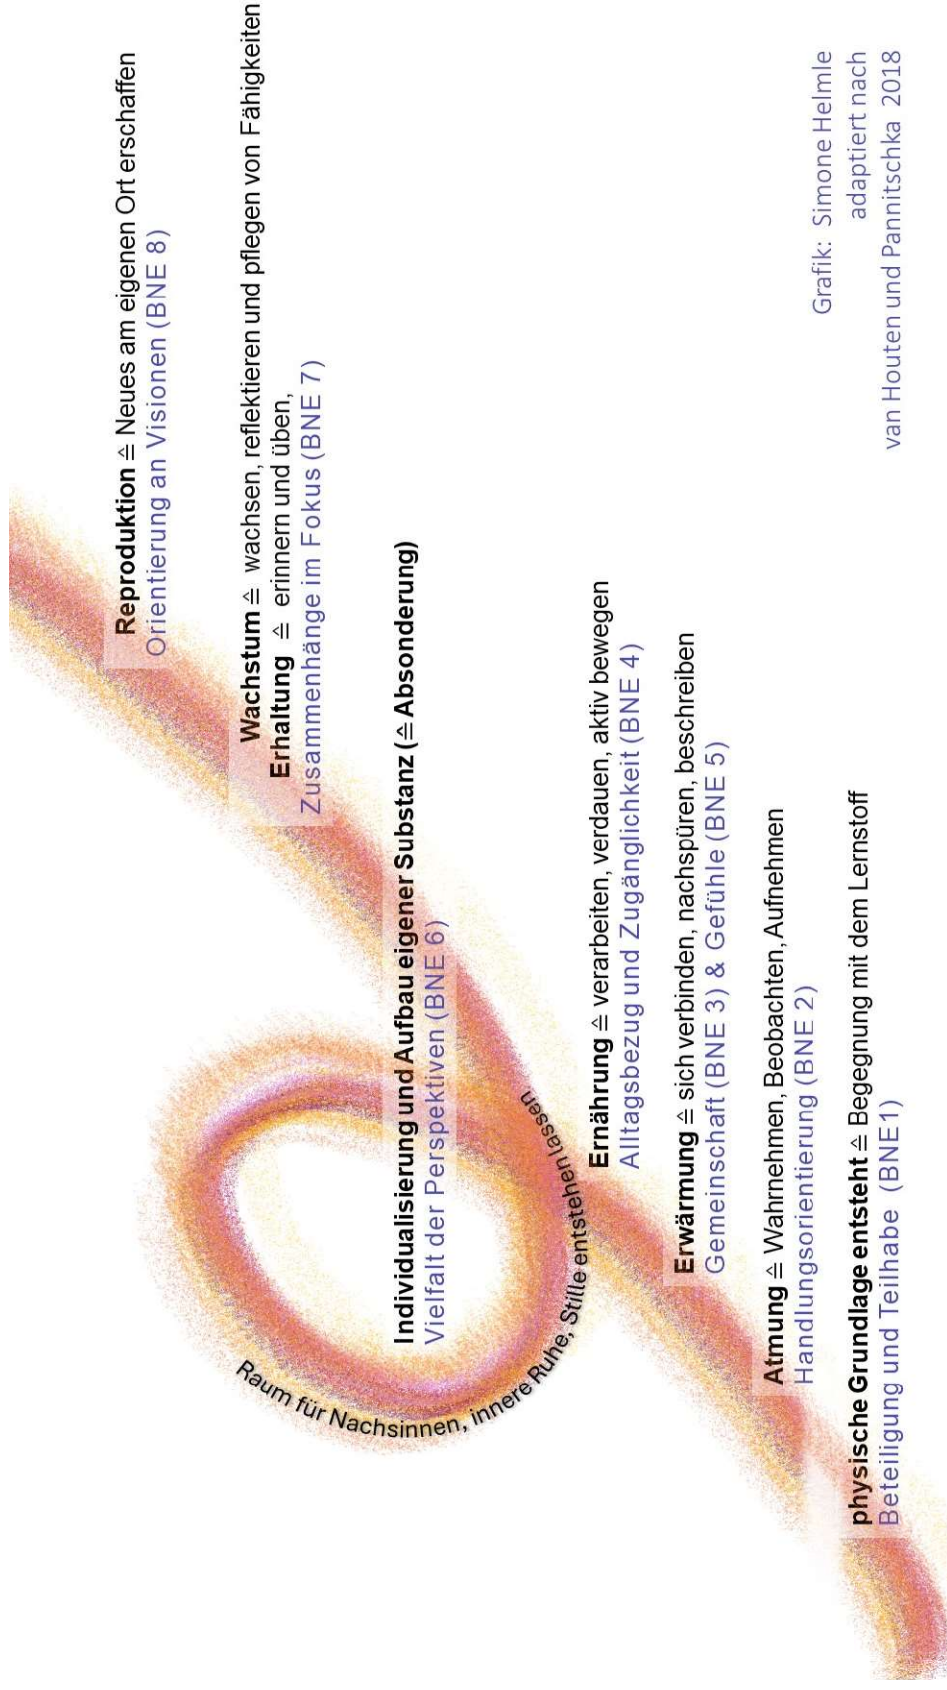 Reproduktion ≙ Neues am eigenen Ort erschaffen
Orientierung an Visionen (BNE 8)
Wachstum ≙ wachsen, reflektieren und pflegen von Fähigkeiten
Erhaltung ≙ erinnern und üben,
Zusammenhänge im Fokus (BNE 7)
Individualisierung und Aufbau eigener Substanz (≙ Absonderung)
Vielfalt der Perspektiven (BNE 6)
Raum für Nachsinnen, innere Ruhe, Stille entstehen lassen
Ernährung ≙ verarbeiten, verdauen, aktiv bewegen
Alltagsbezug und Zugänglichkeit (BNE 4)
Erwärmung ≙ sich verbinden, nachspüren, beschreiben
Gemeinschaft (BNE 3) & Gefühle (BNE 5)
Atmung ≙ Wahrnehmen, Beobachten, Aufnehmen
Handlungsorientierung (BNE 2)
physische Grundlage entsteht ≙ Begegnung mit dem Lernstoff
Beteiligung und Teilhabe (BNE1)
Grafik: Simone Helmle
adaptiert nach
van Houten und Pannitschka 2018